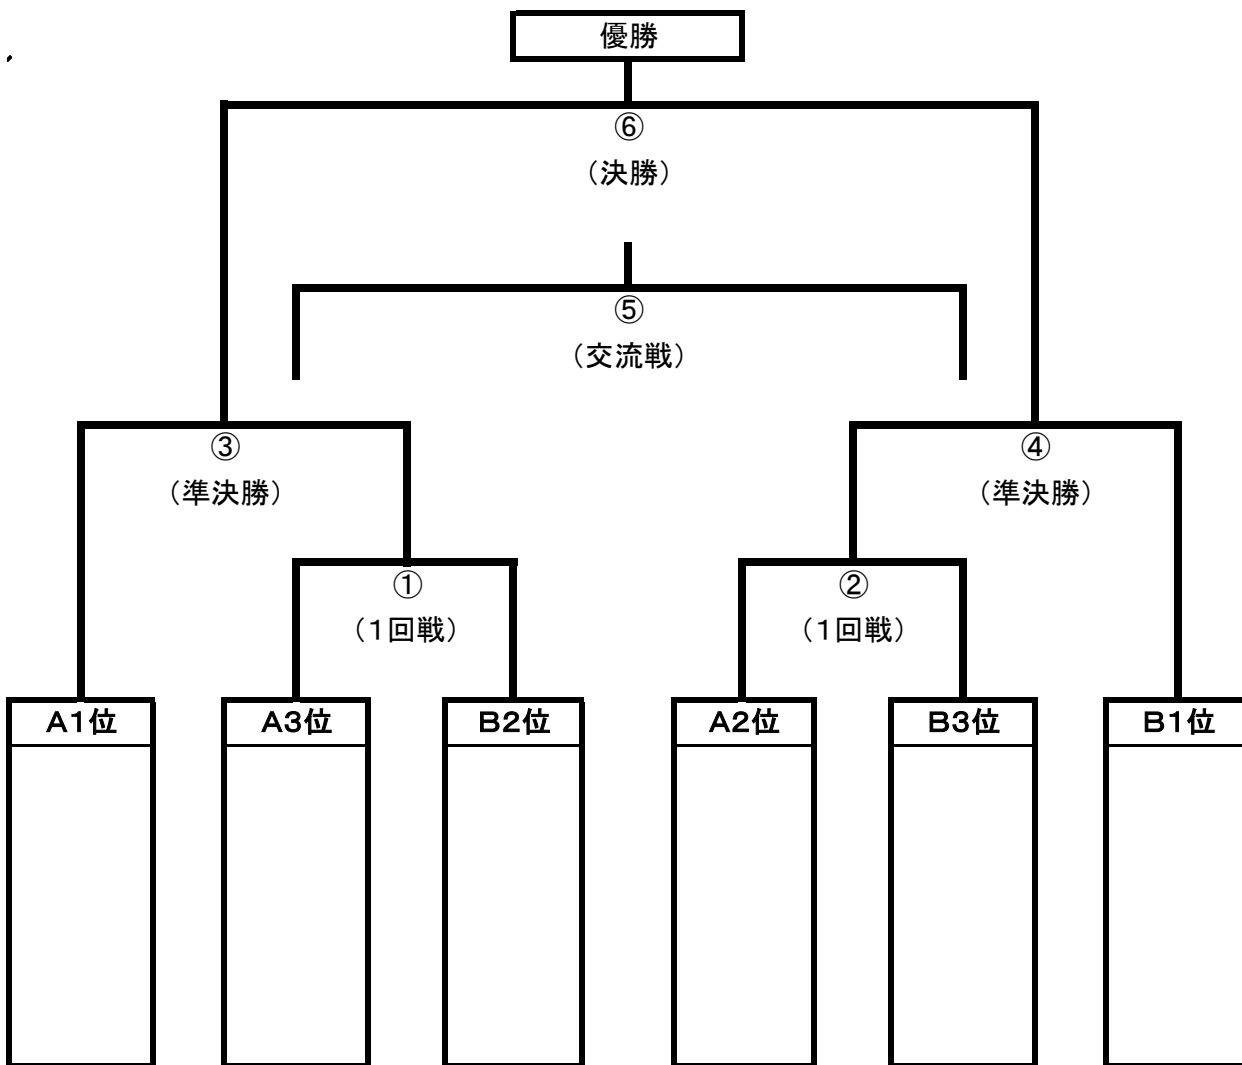 優勝
⑥
（決勝）
⑤
（交流戦）
③
（準決勝）
④
（準決勝）
①
（１回戦）
②
（１回戦）
A１位
A３位
B２位
A２位
B３位
B１位